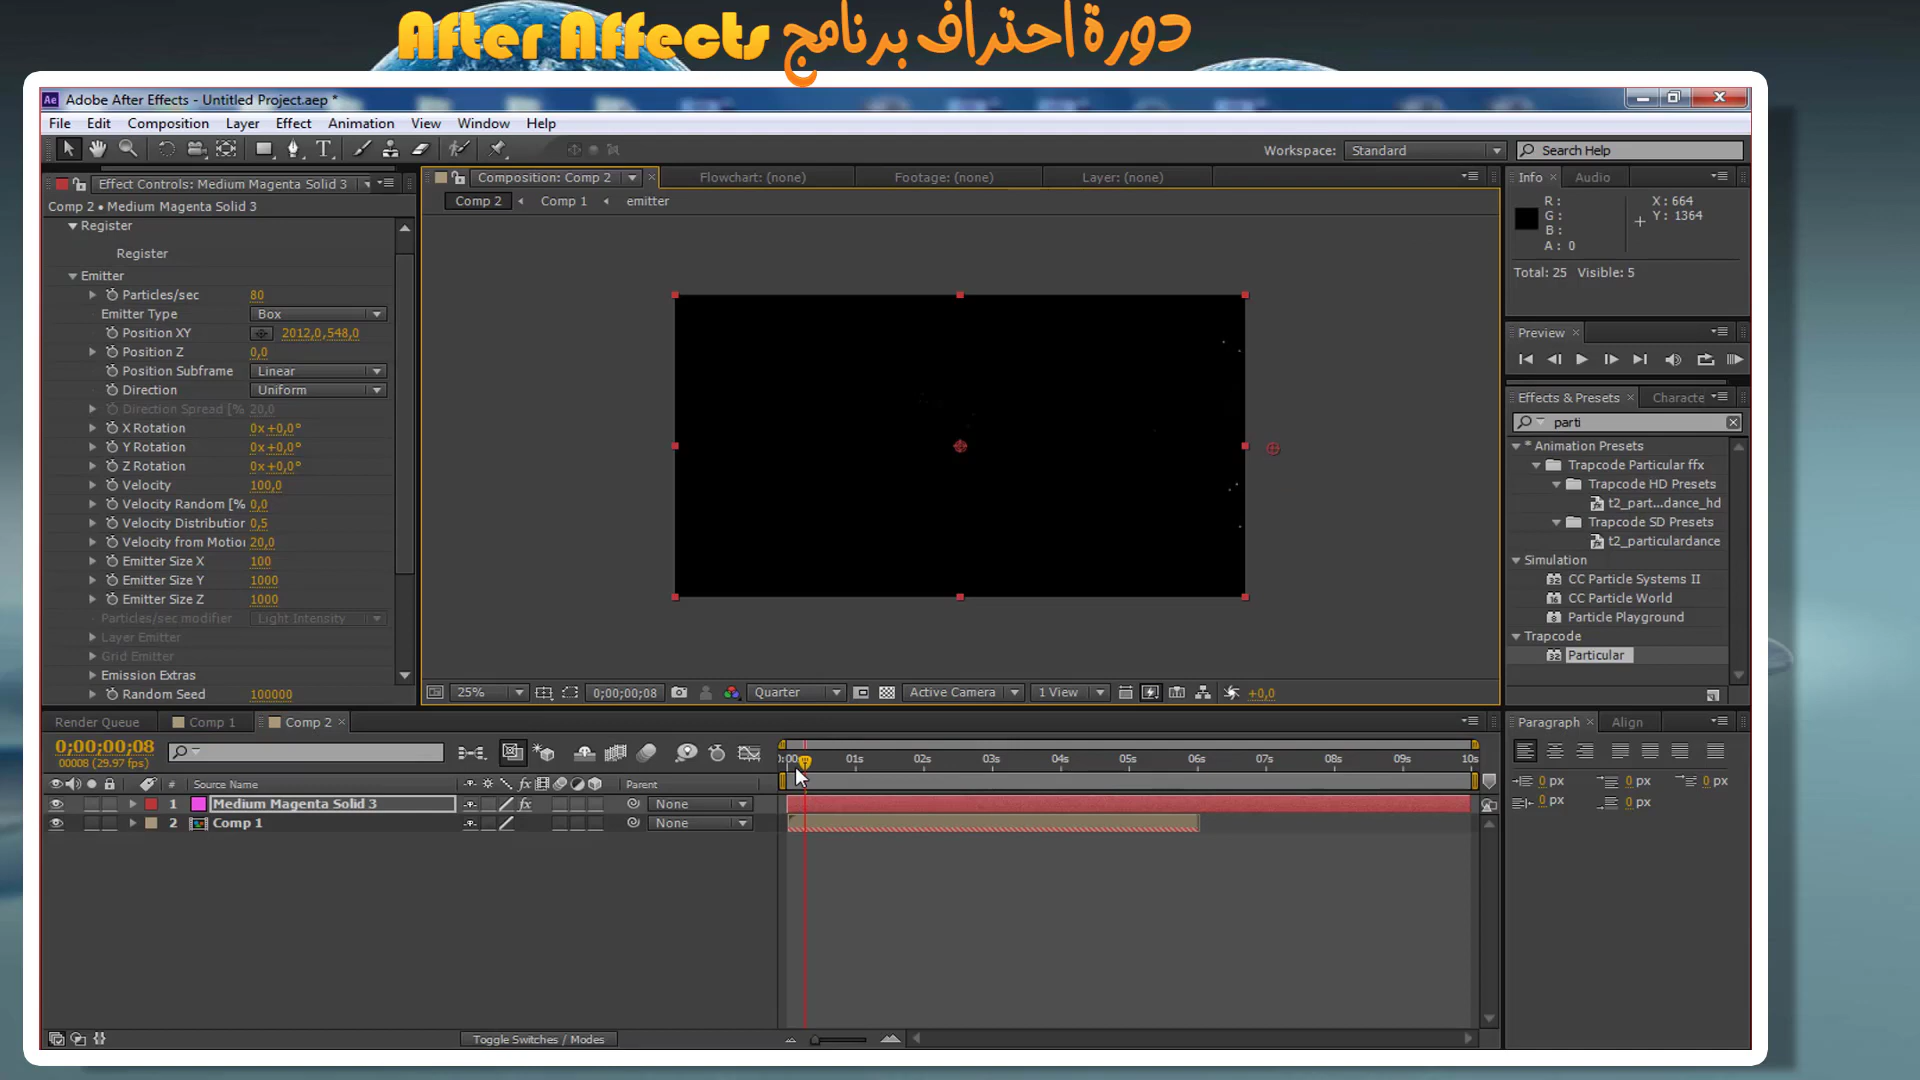 دورة احتراف برنامج After Affects
Adobe After Effects - Untitled Project.aep *
File Edit Composition Layer Effect Animation View Window Help
Workspace: Standard Search Help
Effect Controls: Medium Magenta Solid 3
Comp 2 • Medium Magenta Solid 3
Register
Register
Emitter
Particles/sec 80
Emitter Type Box
Position XY 2012,0,548,0
Position Z 0,0
Position Subframe Linear
Direction Uniform
Direction Spread [% 20,0
X Rotation 0x+0,0°
Y Rotation 0x+0,0°
Z Rotation 0x+0,0°
Velocity 100,0
Velocity Random [% 0,0
Velocity Distribution 0,5
Velocity from Motion 20,0
Emitter Size X 100
Emitter Size Y 1000
Emitter Size Z 1000
Particles/sec modifier Light Intensity
Layer Emitter
Grid Emitter
Emission Extras
Random Seed 100000
Composition: Comp 2 Flowchart: (none) Footage: (none) Layer: (none)
Comp 2 Comp 1 emitter
25% 0;00;00;08 Quarter Active Camera 1 View +0,0
Info Audio
R: X: 664
G: Y: 1364
B:
A: 0
Total: 25 Visible: 5
Preview
Effects & Presets Characte
parti
* Animation Presets
Trapcode Particular ffx
Trapcode HD Presets
t2_part...dance_hd
Trapcode SD Presets
t2_particulardance
Simulation
CC Particle Systems II
CC Particle World
Particle Playground
Trapcode
Particular
Render Queue Comp 1 Comp 2
0;00;00;08
00008 (29.97 fps)
# Source Name Parent
1 Medium Magenta Solid 3 None
2 Comp 1 None
01s 02s 03s 04s 05s 06s 07s 08s 09s 10s
Toggle Switches / Modes
Paragraph Align
0 px 0 px 0 px
0 px 0 px